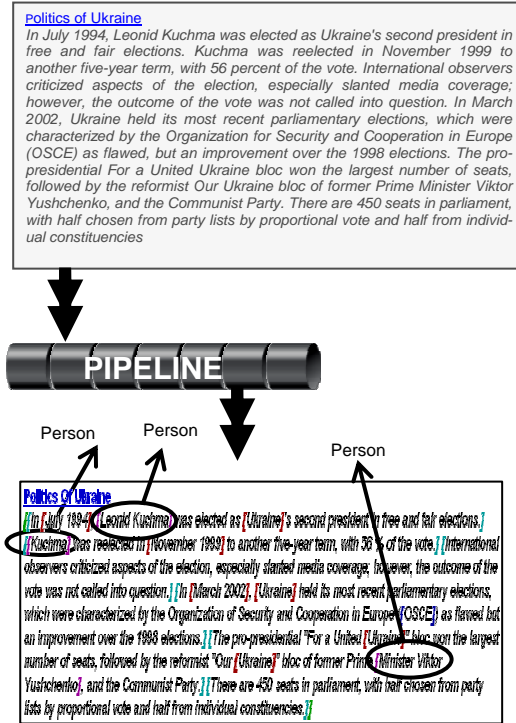 Politics of Ukraine
In July 1994, Leonid Kuchma was elected as Ukraine's second president in
free and fair elections. Kuchma was reelected in November 1999 to
another five-year term, with 56 percent of the vote. International observers
criticized aspects of the election, especially slanted media coverage;
however, the outcome of the vote was not called into question. In March
2002, Ukraine held its most recent parliamentary elections, which were
characterized by the Organization for Security and Cooperation in Europe
(OSCE) as flawed, but an improvement over the 1998 elections. The pro-
presidential For a United Ukraine bloc won the largest number of seats,
followed by the reformist Our Ukraine bloc of former Prime Minister Viktor
Yushchenko, and the Communist Party. There are 450 seats in parliament,
with half chosen from party lists by proportional vote and half from individ-
ual constituencies
PIPELINE
Person Person Person
Politics Of Ukraine
[[In [July 1994], [Leonid Kuchma] was elected as [Ukraine]'s second president in free and fair elections.]
[[Kuchma] was reelected in [November 1999] to another five-year term, with 56 % of the vote.] [International
observers criticized aspects of the election, especially slanted media coverage; however, the outcome of the
vote was not called into question.] [In [March 2002], [Ukraine] held its most recent parliamentary elections,
which were characterized by the Organization of Security and Cooperation in Europe [OSCE] as flawed but
an improvement over the 1998 elections.] [The pro-presidential "For a United [Ukraine]" bloc won the largest
number of seats, followed by the reformist "Our [Ukraine]" bloc of former Prime [Minister Viktor
Yushchenko], and the Communist Party.] [There are 450 seats in parliament, with half chosen from party
lists by proportional vote and half from individual constituencies.]]